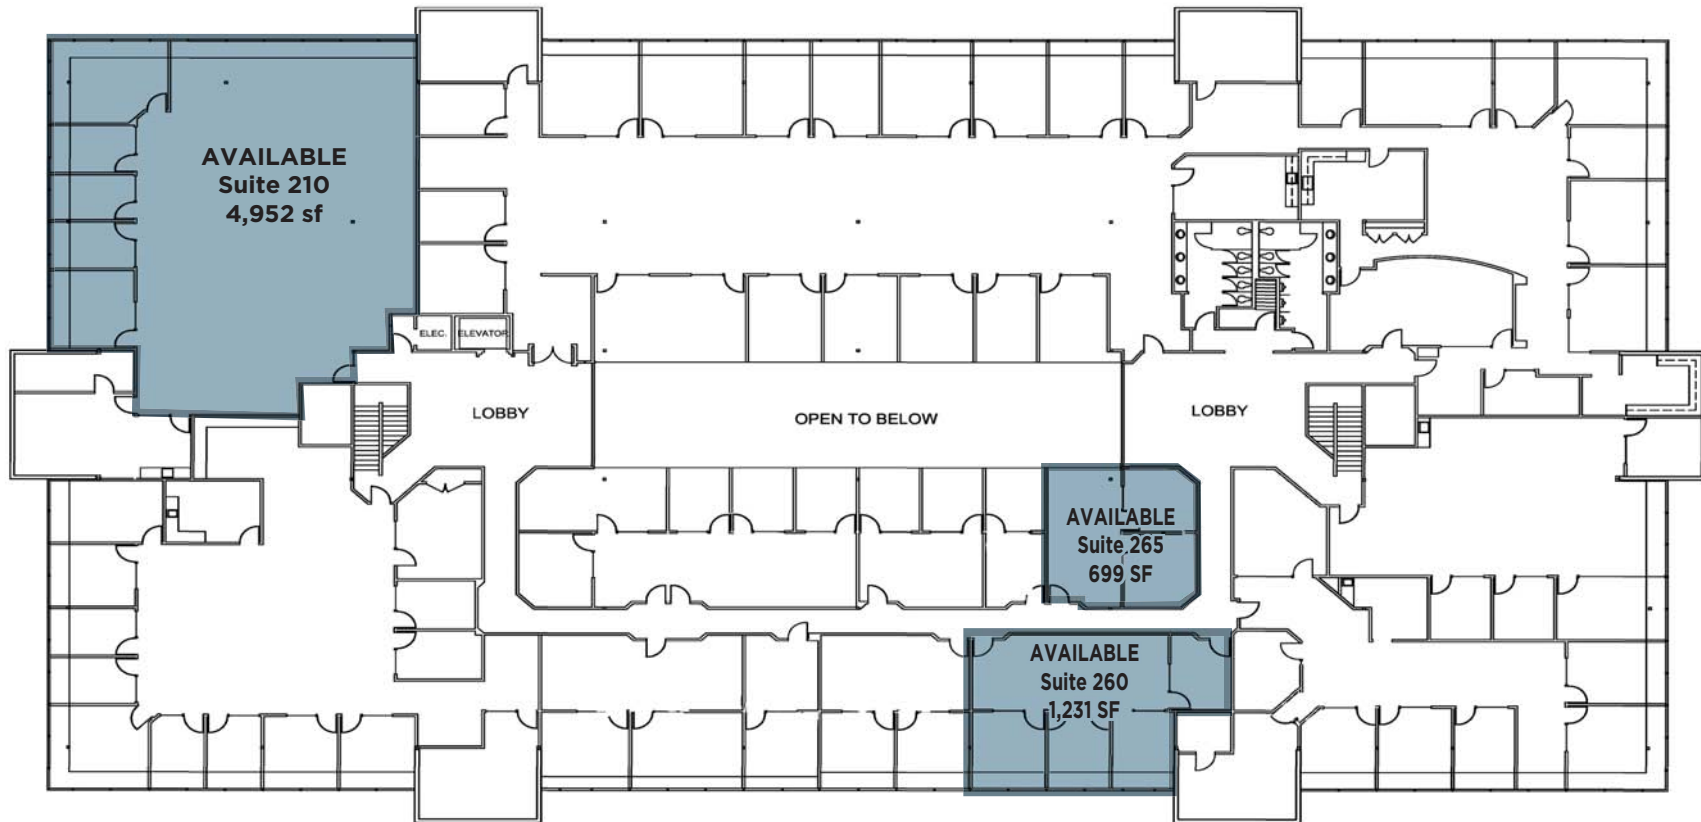 AVAILABLE
Suite 210
4,952 sf
ELEC.
ELEVATOR
LOBBY
OPEN TO BELOW
LOBBY
AVAILABLE
Suite 265
699 SF
AVAILABLE
Suite 260
1,231 SF